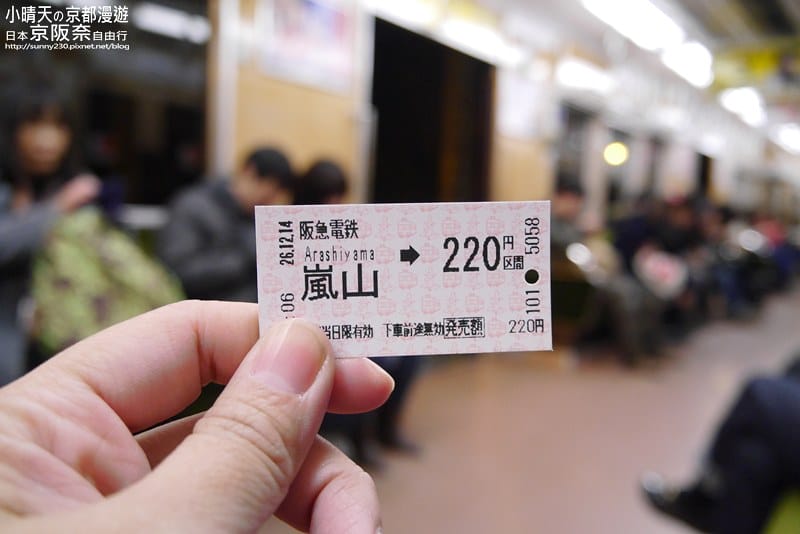 小晴天の京都漫遊
日本京阪奈自由行
http://sunny230.pixnet.net/blog
26.12.14
阪急電鉄
Arashiyama
嵐山
➡
220円
区間
5058
101
06
当日限有効 下車前途無効 発売額 220円